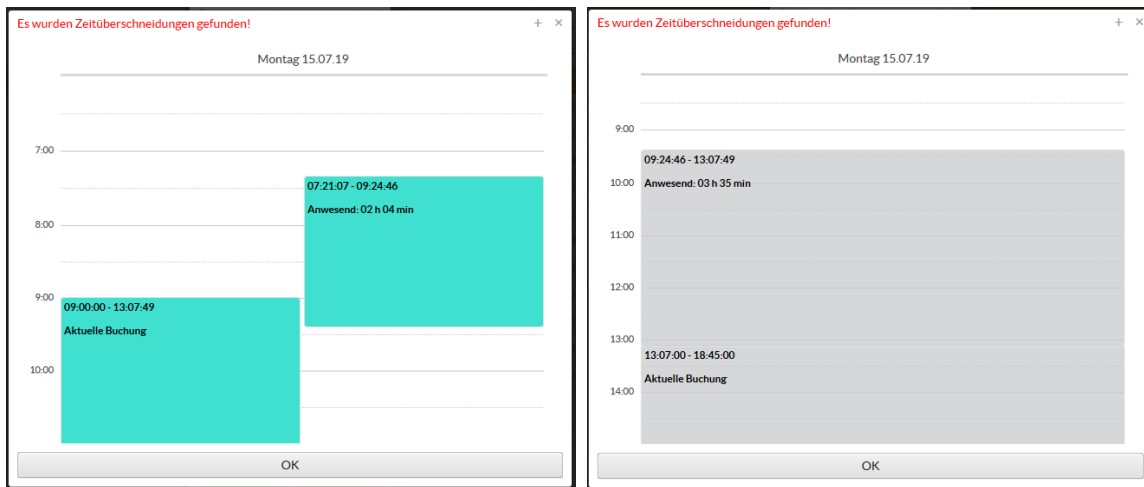 Es wurden Zeitüberschneidungen gefunden!
+ ×
Montag 15.07.19
7:00
07:21:07 - 09:24:46
Anwesend: 02 h 04 min
8:00
9:00
09:00:00 - 13:07:49
Aktuelle Buchung
10:00
OK
Es wurden Zeitüberschneidungen gefunden!
+ ×
Montag 15.07.19
9:00
09:24:46 - 13:07:49
10:00
Anwesend: 03 h 35 min
11:00
12:00
13:00
13:07:00 - 18:45:00
Aktuelle Buchung
14:00
OK